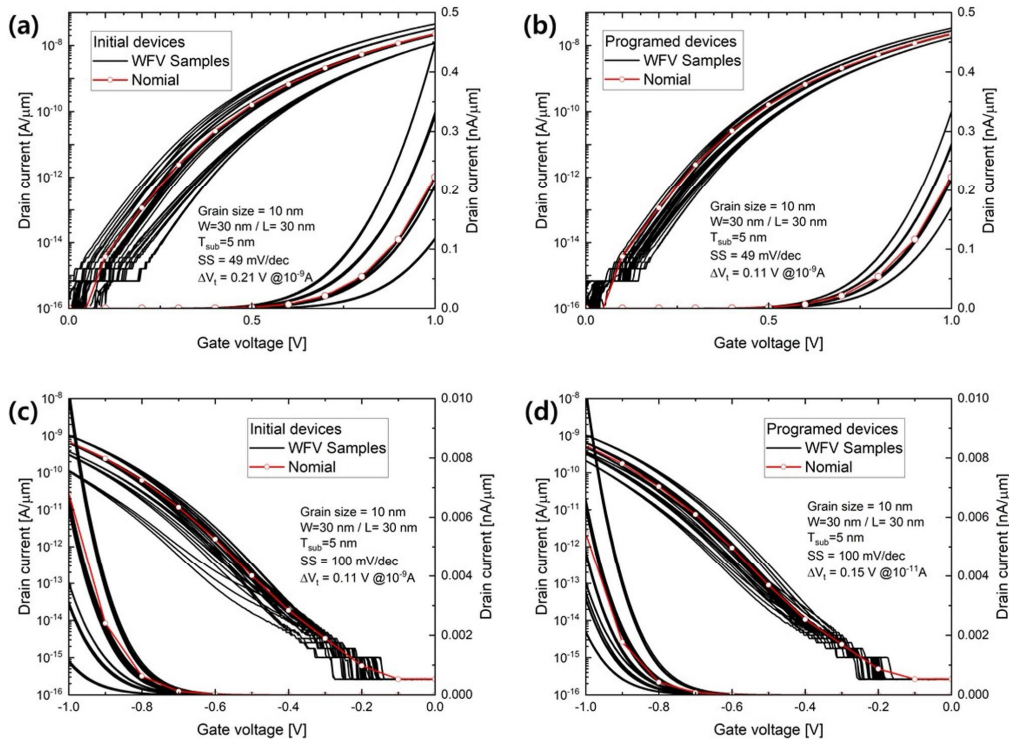 (a)
Initial devices
WFV Samples
Nomial
Grain size = 10 nm
W=30 nm / L= 30 nm
Tsub=5 nm
SS = 49 mV/dec
ΔVt = 0.21 V @10-9A
Drain current [A/μm]
10-8
10-10
10-12
10-14
10-16
Drain current [nA/μm]
0.5
0.4
0.3
0.2
0.1
0.0
0.0
0.5
1.0
Gate voltage [V]
(b)
Programed devices
WFV Samples
Nomial
Grain size = 10 nm
W=30 nm / L= 30 nm
Tsub=5 nm
SS = 49 mV/dec
ΔVt = 0.11 V @10-9A
Drain current [A/μm]
10-8
10-10
10-12
10-14
10-16
Drain current [nA/μm]
0.5
0.4
0.3
0.2
0.1
0.0
0.0
0.5
1.0
Gate voltage [V]
(c)
Initial devices
WFV Samples
Nomial
Grain size = 10 nm
W=30 nm / L= 30 nm
Tsub=5 nm
SS = 100 mV/dec
ΔVt = 0.11 V @10-9A
Drain current [A/μm]
10-8
10-9
10-10
10-11
10-12
10-13
10-14
10-15
10-16
Drain current [nA/μm]
0.010
0.008
0.006
0.004
0.002
0.000
-1.0
-0.8
-0.6
-0.4
-0.2
0.0
Gate voltage [V]
(d)
Programed devices
WFV Samples
Nomial
Grain size = 10 nm
W=30 nm / L= 30 nm
Tsub=5 nm
SS = 100 mV/dec
ΔVt = 0.15 V @10-11A
Drain current [A/μm]
10-8
10-9
10-10
10-11
10-12
10-13
10-14
10-15
10-16
Drain current [nA/μm]
0.010
0.008
0.006
0.004
0.002
0.000
-1.0
-0.8
-0.6
-0.4
-0.2
0.0
Gate voltage [V]